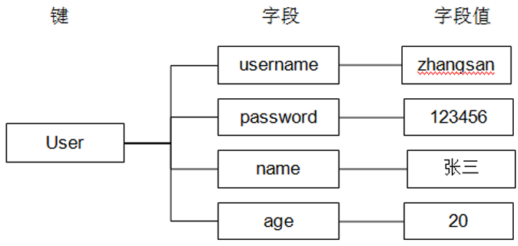 键 字段 字段值
username zhangsan
password 123456
User
name 张三
age 20